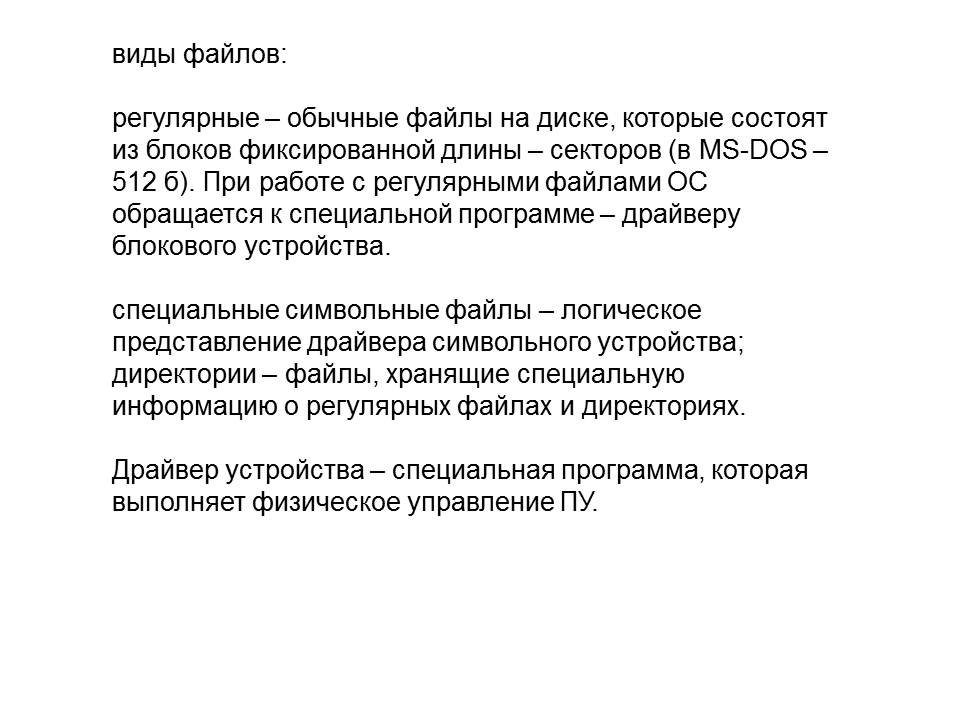 виды файлов:
регулярные – обычные файлы на диске, которые состоят
из блоков фиксированной длины – секторов (в MS-DOS –
512 б). При работе с регулярными файлами ОС
обращается к специальной программе – драйверу
блокового устройства.
специальные символьные файлы – логическое
представление драйвера символьного устройства;
директории – файлы, хранящие специальную
информацию о регулярных файлах и директориях.
Драйвер устройства – специальная программа, которая
выполняет физическое управление ПУ.